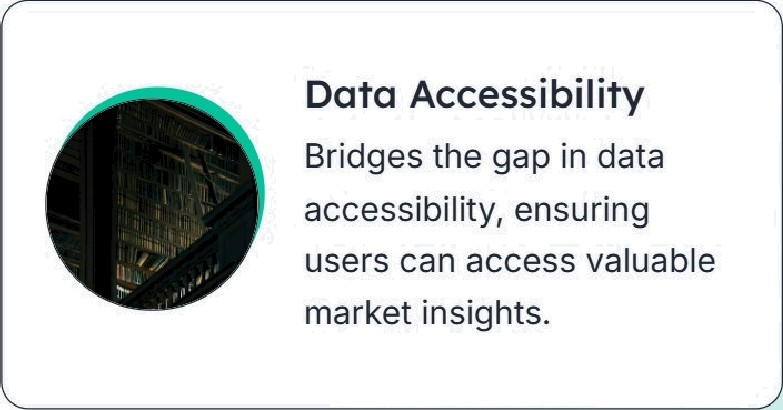 Data Accessibility
Bridges the gap in data
accessibility, ensuring
users can access valuable
market insights.